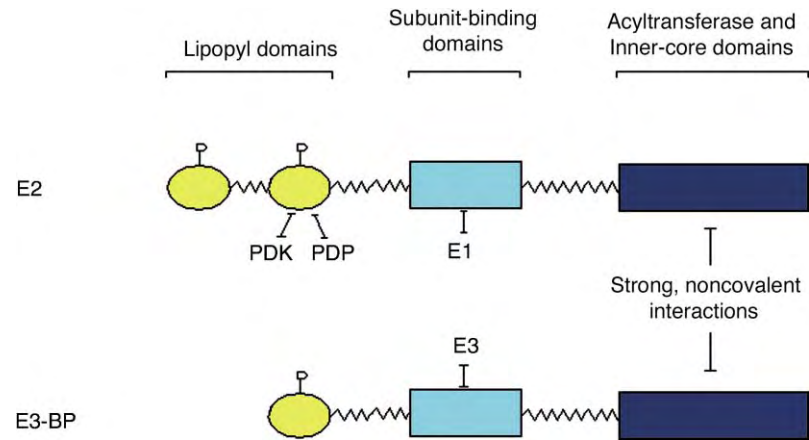 Lipopyl domains
Subunit-binding
domains
Acyltransferase and
Inner-core domains
E2
PDK
PDP
E1
Strong, noncovalent
interactions
E3
E3-BP